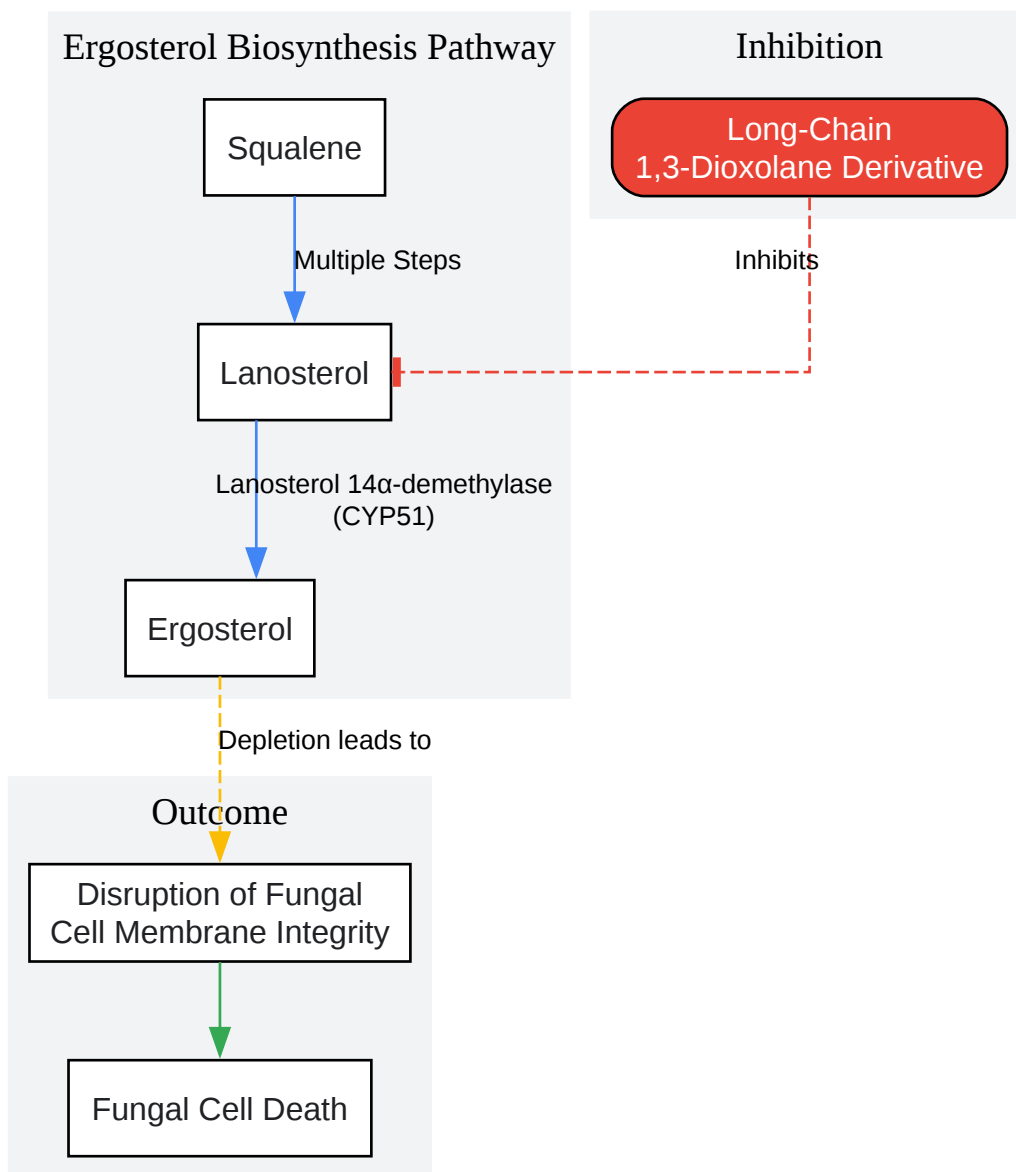 Ergosterol Biosynthesis Pathway
Squalene
Multiple Steps
Lanosterol
Lanosterol 14α-demethylase
(CYP51)
Ergosterol
Inhibition
Long-Chain
1,3-Dioxolane Derivative
Inhibits
Depletion leads to
Outcome
Disruption of Fungal
Cell Membrane Integrity
Fungal Cell Death